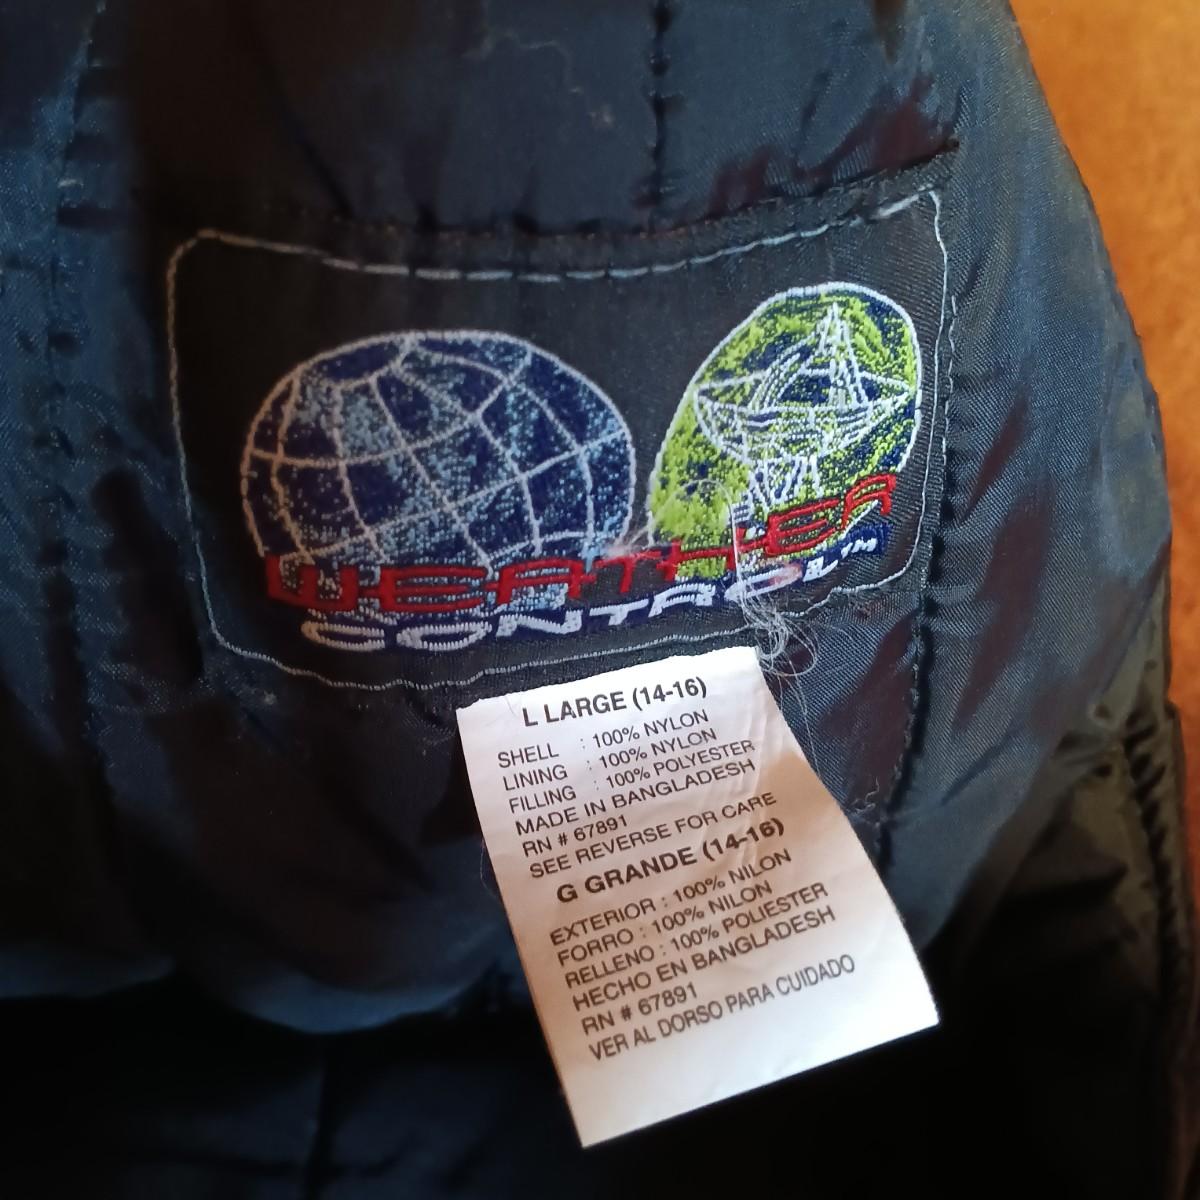 WEATHER
CONTROL™
L LARGE (14-16)
SHELL : 100% NYLON
LINING : 100% NYLON
FILLING : 100% POLYESTER
MADE IN BANGLADESH
RN # 67891
SEE REVERSE FOR CARE
G GRANDE (14-16)
EXTERIOR : 100% NILON
FORRO : 100% NILON
RELLENO : 100% POLIESTER
HECHO EN BANGLADESH
RN # 67891
VER AL DORSO PARA CUIDADO